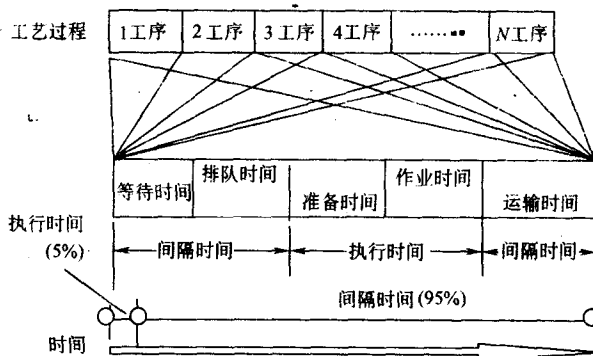 工艺过程 1工序 2工序 3工序 4工序 ········ N工序
等待时间 排队时间 准备时间 作业时间 运输时间
执行时间
(5%)
间隔时间 执行时间 间隔时间
间隔时间(95%)
时间